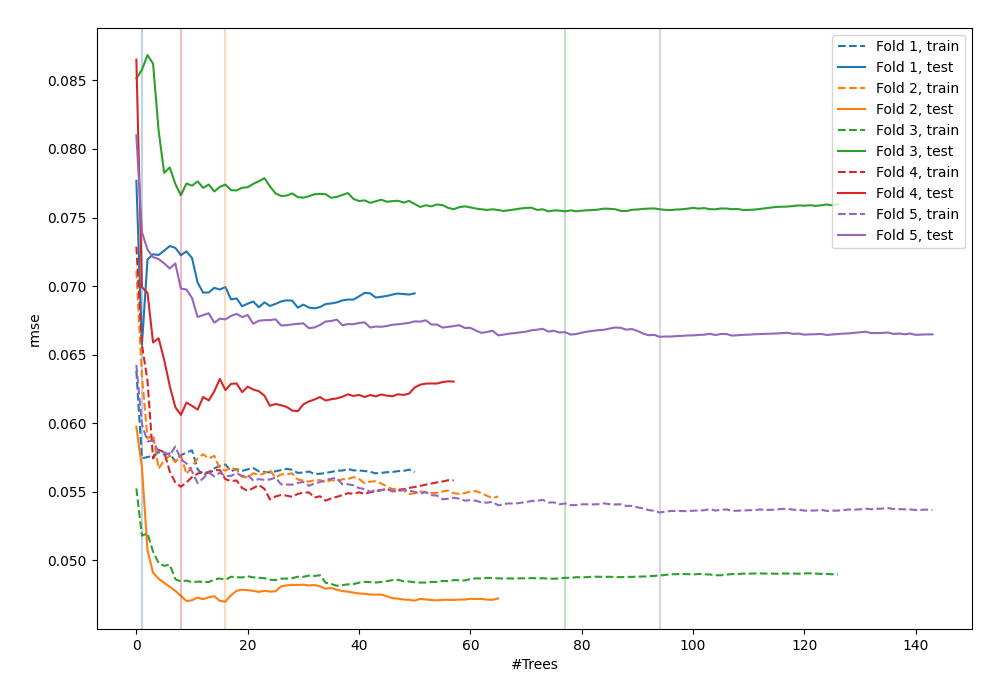 0.085
0.080
0.075
0.070
0.065
0.060
0.055
0.050
rmse
0
20
40
60
80
100
120
140
#Trees
Fold 1, train
Fold 1, test
Fold 2, train
Fold 2, test
Fold 3, train
Fold 3, test
Fold 4, train
Fold 4, test
Fold 5, train
Fold 5, test